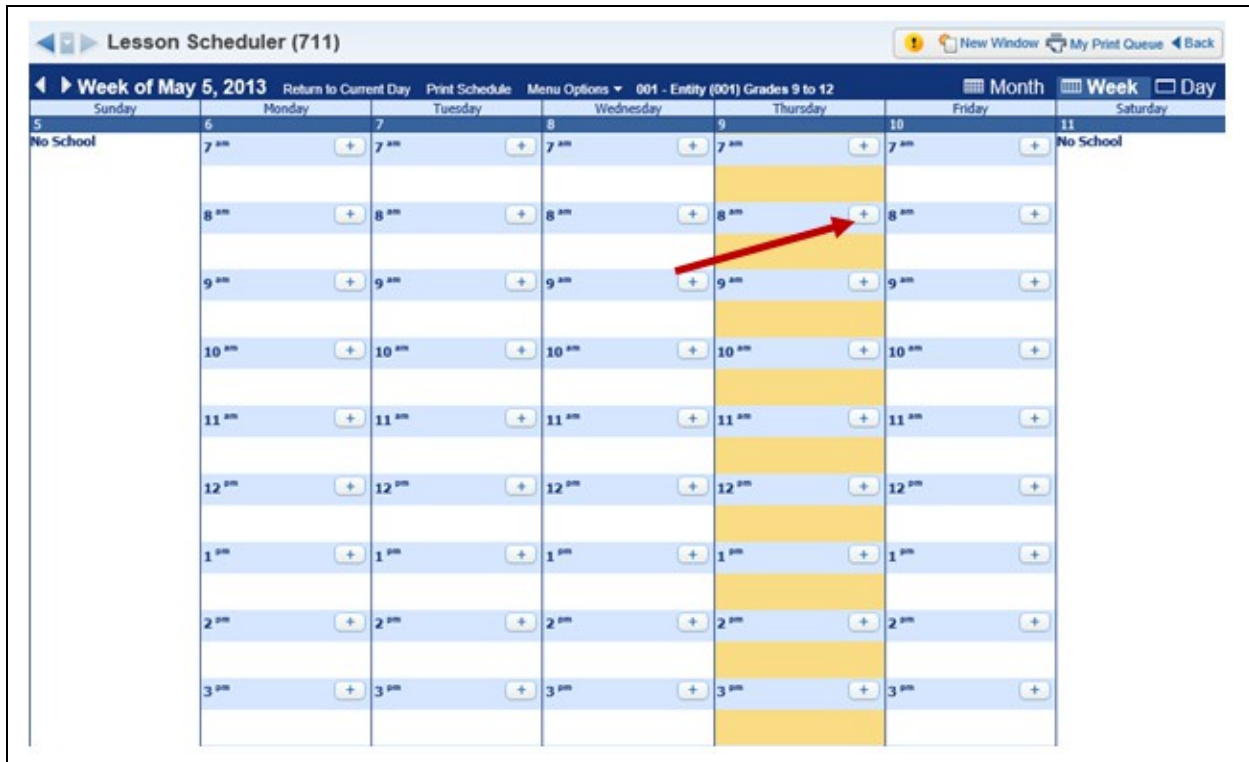 Lesson Scheduler (711)
! New Window My Print Queue Back
Week of May 5, 2013 Return to Current Day Print Schedule Menu Options 001 - Entity (001) Grades 9 to 12 Month Week Day
Sunday Monday Tuesday Wednesday Thursday Friday Saturday
5 6 7 8 9 10 11
No School 7 am + 7 am + 7 am + 7 am + 7 am + No School
8 am + 8 am + 8 am + 8 am + 8 am +
9 am + 9 am + 9 am + 9 am + 9 am +
10 am + 10 am + 10 am + 10 am + 10 am +
11 am + 11 am + 11 am + 11 am + 11 am +
12 pm + 12 pm + 12 pm + 12 pm + 12 pm +
1 pm + 1 pm + 1 pm + 1 pm + 1 pm +
2 pm + 2 pm + 2 pm + 2 pm + 2 pm +
3 pm + 3 pm + 3 pm + 3 pm + 3 pm +